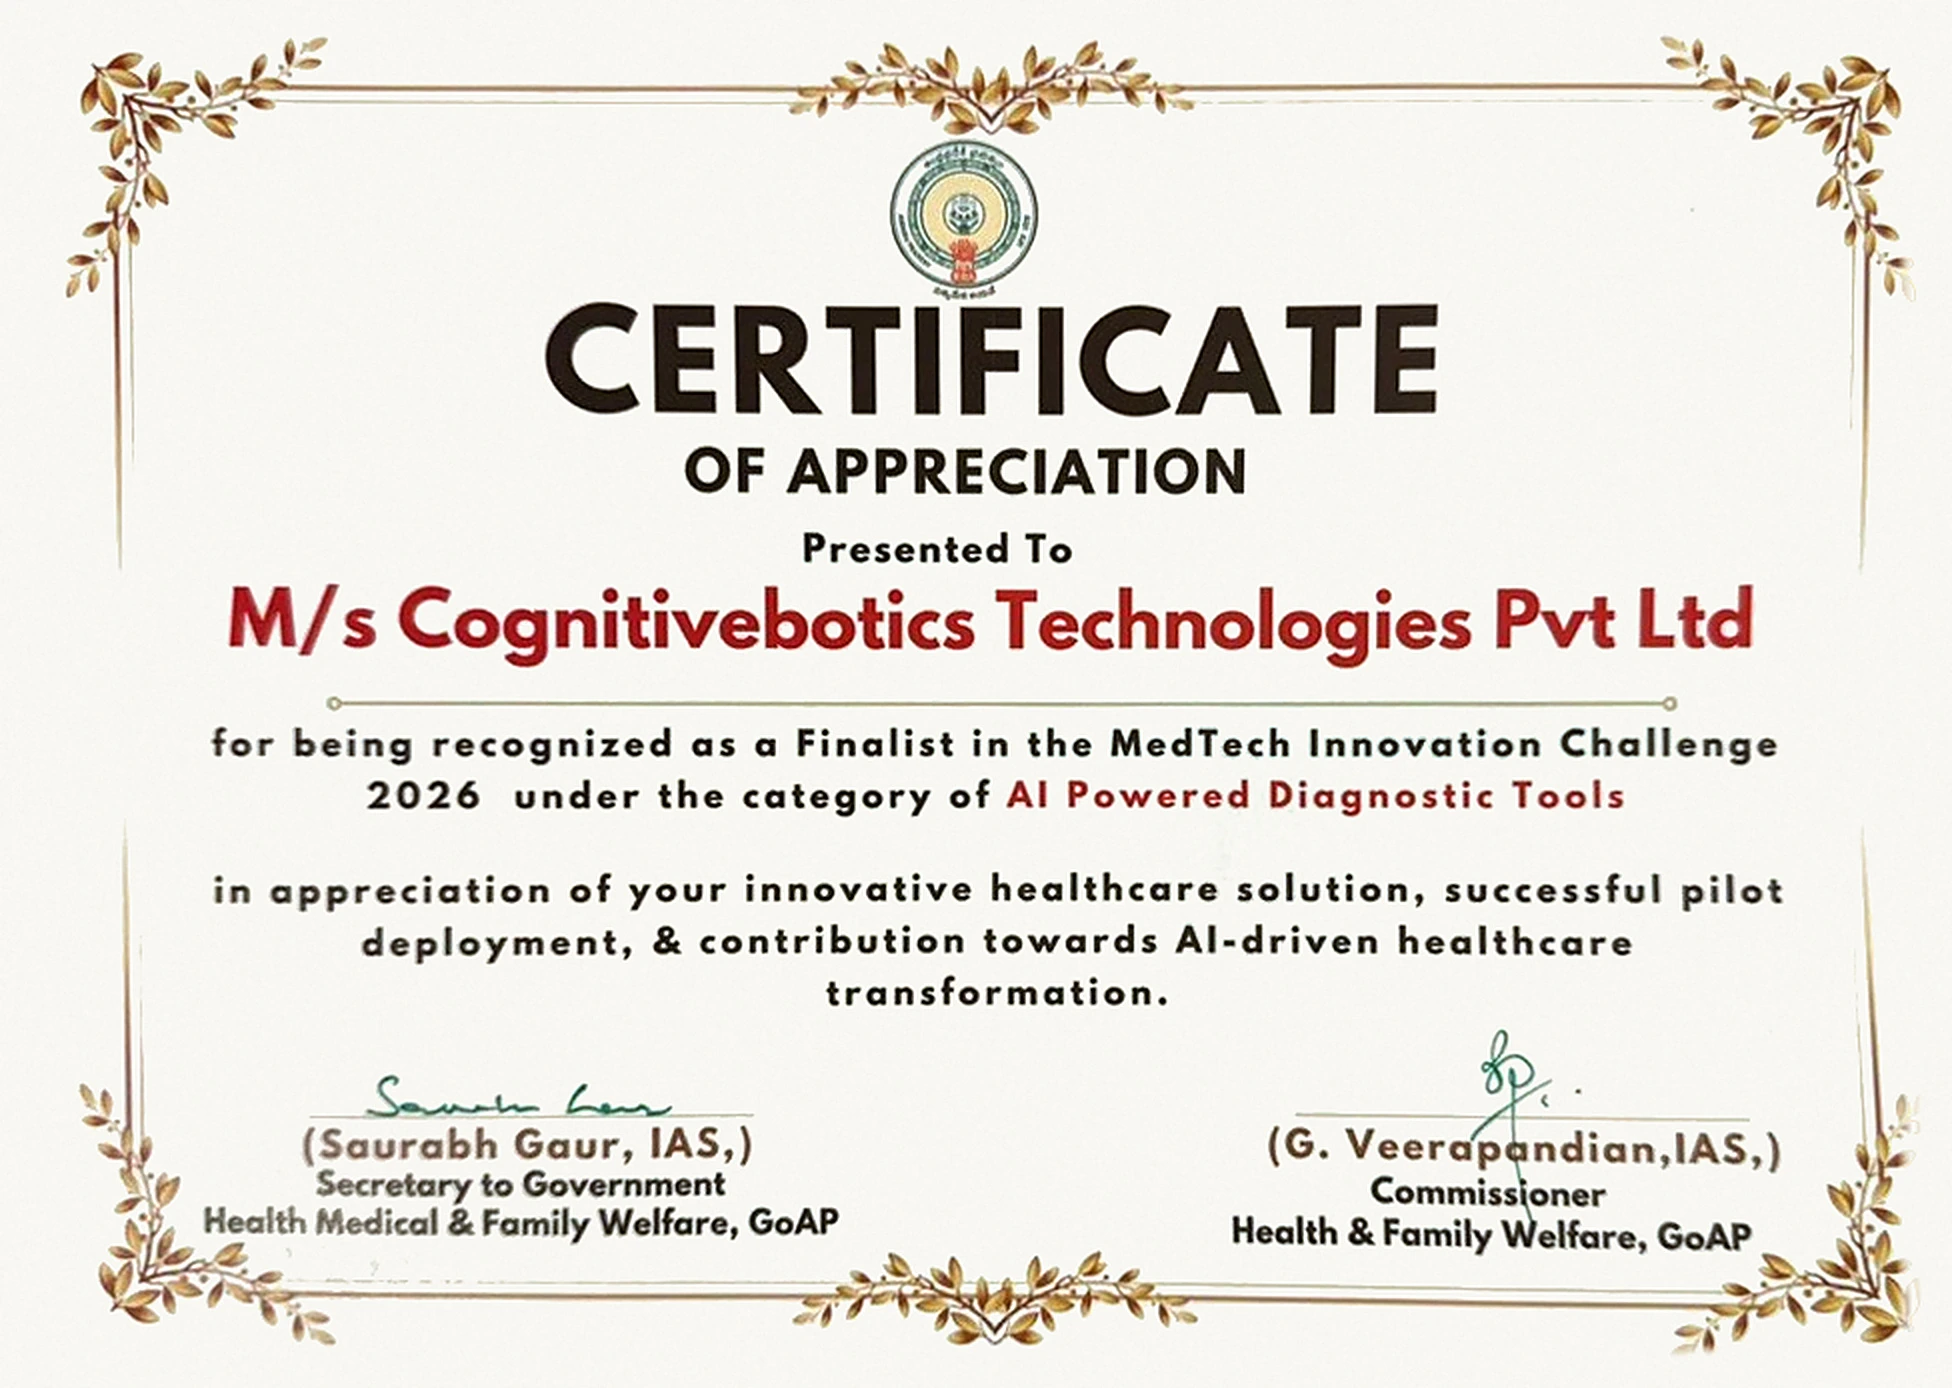 CERTIFICATE
OF APPRECIATION
Presented To
M/s Cognitivebotics Technologies Pvt Ltd
for being recognized as a Finalist in the MedTech Innovation Challenge
2026 under the category of AI Powered Diagnostic Tools
in appreciation of your innovative healthcare solution, successful pilot
deployment, & contribution towards AI-driven healthcare
transformation.
(Saurabh Gaur, IAS,)
Secretary to Government
Health Medical & Family Welfare, GoAP
(G. Veerapandian,IAS,)
Commissioner
Health & Family Welfare, GoAP